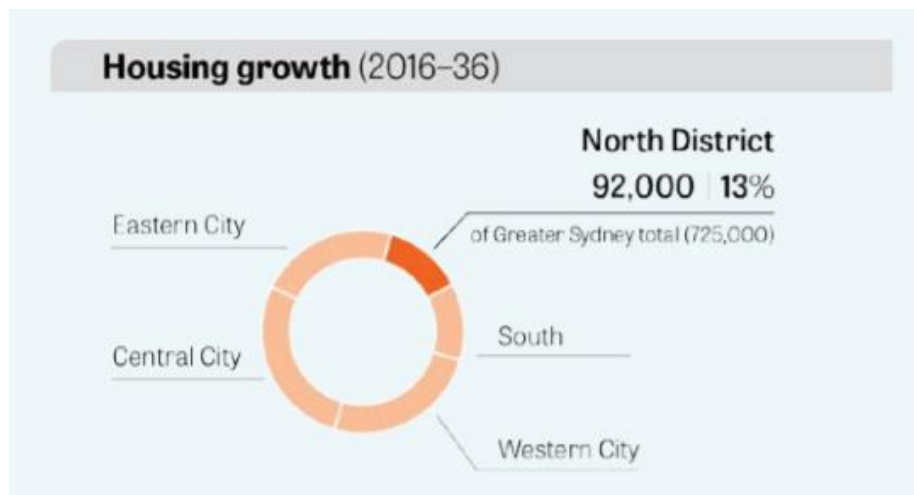 Housing growth (2016–36)
North District
92,000 | 13%
of Greater Sydney total (725,000)
Eastern City
South
Central City
Western City